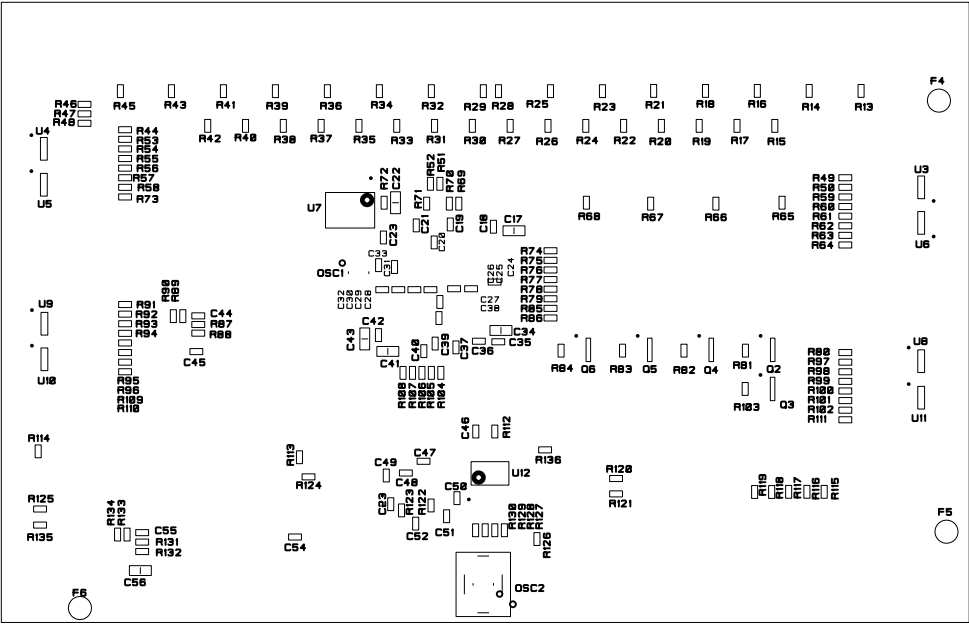 F4
R45 R43 R41 R39 R36 R34 R32 R29 R28 R25 R23 R21 R18 R16 R14 R13
R46
R47
R48
U4
R44
R53
R54
R55
R56
R57
R58
R73
U5
R42 R40 R38 R37 R35 R33 R31 R30 R27 R26 R24 R22 R20 R19 R17 R15
R52 R51
R72 C22 R71 R70 R69
U7
C23 C21 C20 C19 C18 C17
R68 R67 R66 R65
R49
R50
R59
R60
R61
R62
R63
R64
U3
U6
C33
OSC1
C31
C26 C25 C24
R74
R75
R76
R77
R78
R79
R85
R86
C32 C30 C29 C28
C27
C38
R90 R89
U9
R91
R92
R93
R94
C44
R87
R88
C45
U10
R95
R96
R109
R110
C43 C42
C41 C40 C39 C37 C36
C34
C35
R108 R107 R106 R105 R104
R84 Q6 R83 Q5 R82 Q4 R81 Q2
R103 Q3
R80
R97
R98
R99
R100
R101
R102
R111
U8
U11
R114
C46 R112
R113
R124
C49 C47
C48
U12
R136
C50
R120
R121
R119 R118 R117 R116 R115
R125
R135
R134 R133
C55
R131
R132
C56
C54
C23 R123 R122
C52 C51
R130 R129 R128 R127
R126
F5
OSC2
F6